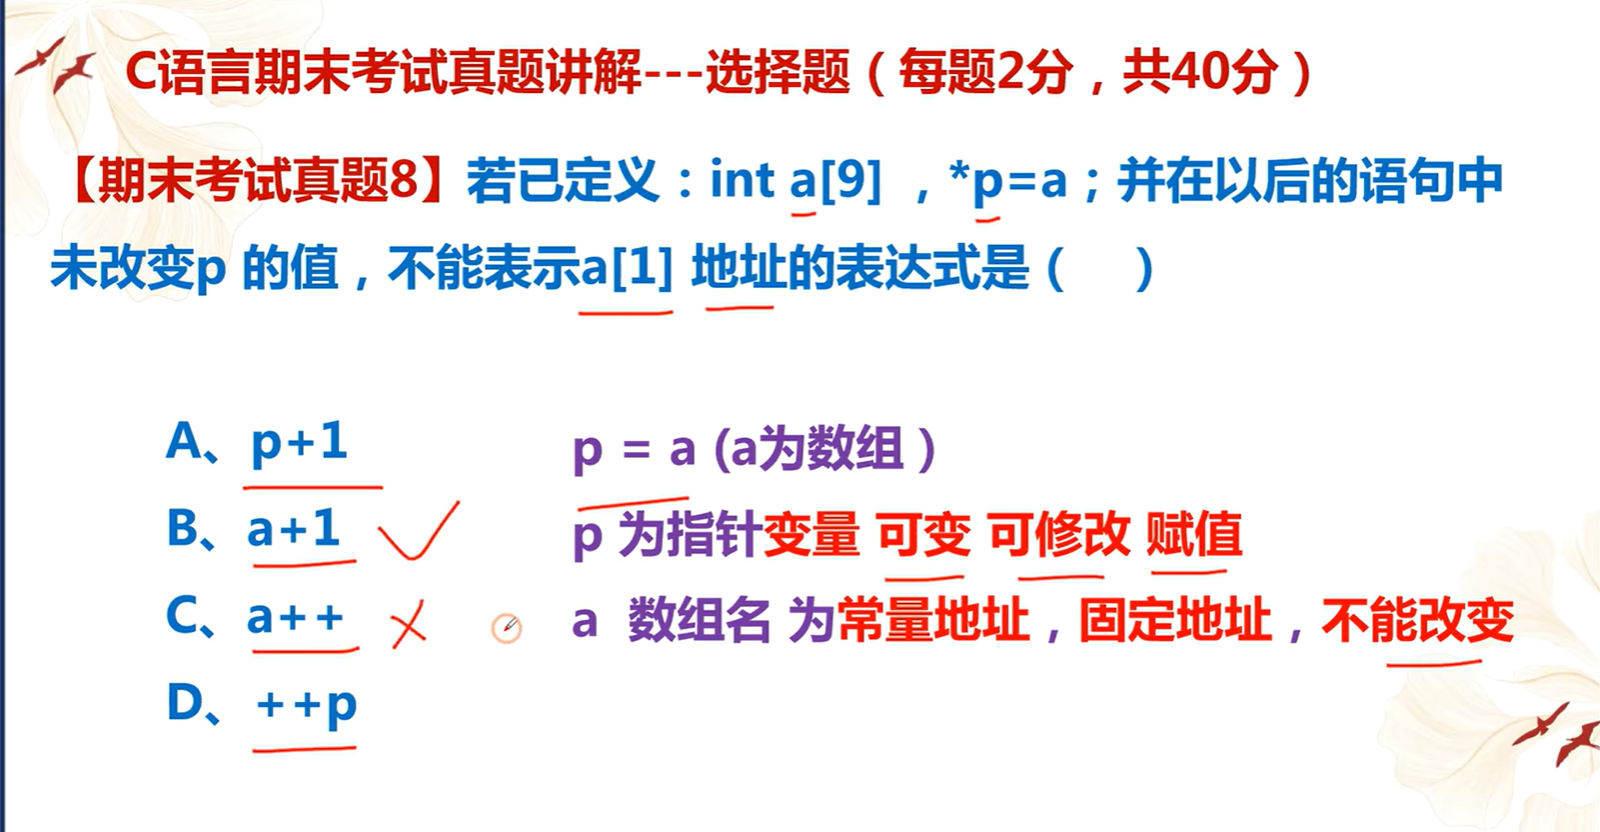 C语言期末考试真题讲解---选择题（每题2分，共40分）
【期末考试真题8】若已定义：int a[9] ，*p=a；并在以后的语句中
未改变p 的值，不能表示a[1] 地址的表达式是（    ）
A、p+1
p = a (a为数组）
B、a+1
p 为指针变量 可变 可修改 赋值
C、a++
a 数组名 为常量地址，固定地址，不能改变
D、++p